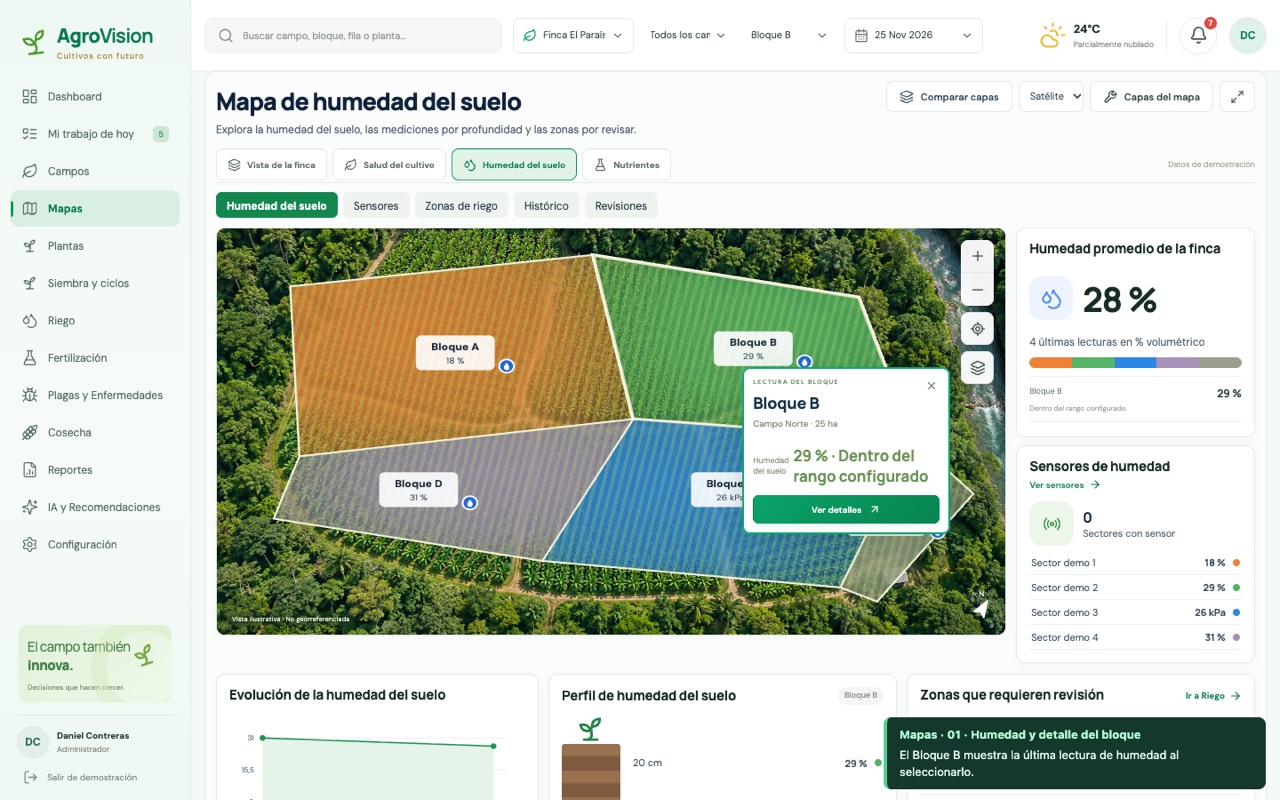 AgroVision
Cultivos con futuro
Dashboard
Mi trabajo de hoy 5
Campos
Mapas
Plantas
Siembra y ciclos
Riego
Fertilización
Plagas y Enfermedades
Cosecha
Reportes
IA y Recomendaciones
Configuración
El campo también
innova.
Decisiones que hacen crecer.
DC
Daniel Contreras
Administrador
Salir de demostración
Buscar campo, bloque, fila o planta...
Finca El Paraís
Todos los car
Bloque B
25 Nov 2026
24°C
Parcialmente nublado
7
DC
Mapa de humedad del suelo
Explora la humedad del suelo, las mediciones por profundidad y las zonas por revisar.
Comparar capas
Satélite
Capas del mapa
Vista de la finca
Salud del cultivo
Humedad del suelo
Nutrientes
Datos de demostración
Humedad del suelo
Sensores
Zonas de riego
Histórico
Revisiones
Bloque A
18 %
Bloque B
29 %
Bloque D
31 %
Bloque
26 kPa
LECTURA DEL BLOQUE
Bloque B
Campo Norte · 25 ha
Humedad
del suelo
29 % · Dentro del
rango configurado
Ver detalles
N
Vista ilustrativa · No georreferenciada
Humedad promedio de la finca
28 %
4 últimas lecturas en % volumétrico
Bloque B 29 %
Dentro del rango configurado
Sensores de humedad
Ver sensores
0
Sectores con sensor
Sector demo 1 18 %
Sector demo 2 29 %
Sector demo 3 26 kPa
Sector demo 4 31 %
Evolución de la humedad del suelo
31
15,5
Perfil de humedad del suelo
Bloque B
20 cm 29 %
Zonas que requieren revisión
Ir a Riego
Mapas · 01 · Humedad y detalle del bloque
El Bloque B muestra la última lectura de humedad al
seleccionarlo.